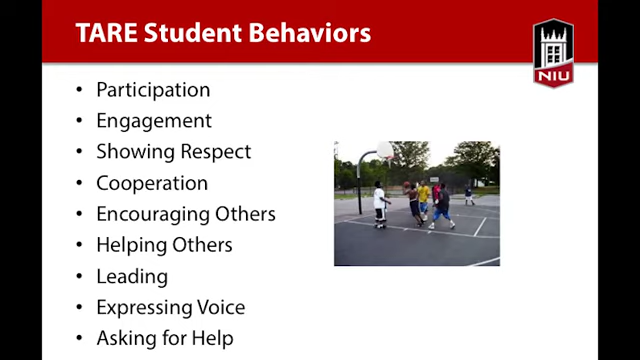 TARE Student Behaviors
NIU
• Participation
• Engagement
• Showing Respect
• Cooperation
• Encouraging Others
• Helping Others
• Leading
• Expressing Voice
• Asking for Help